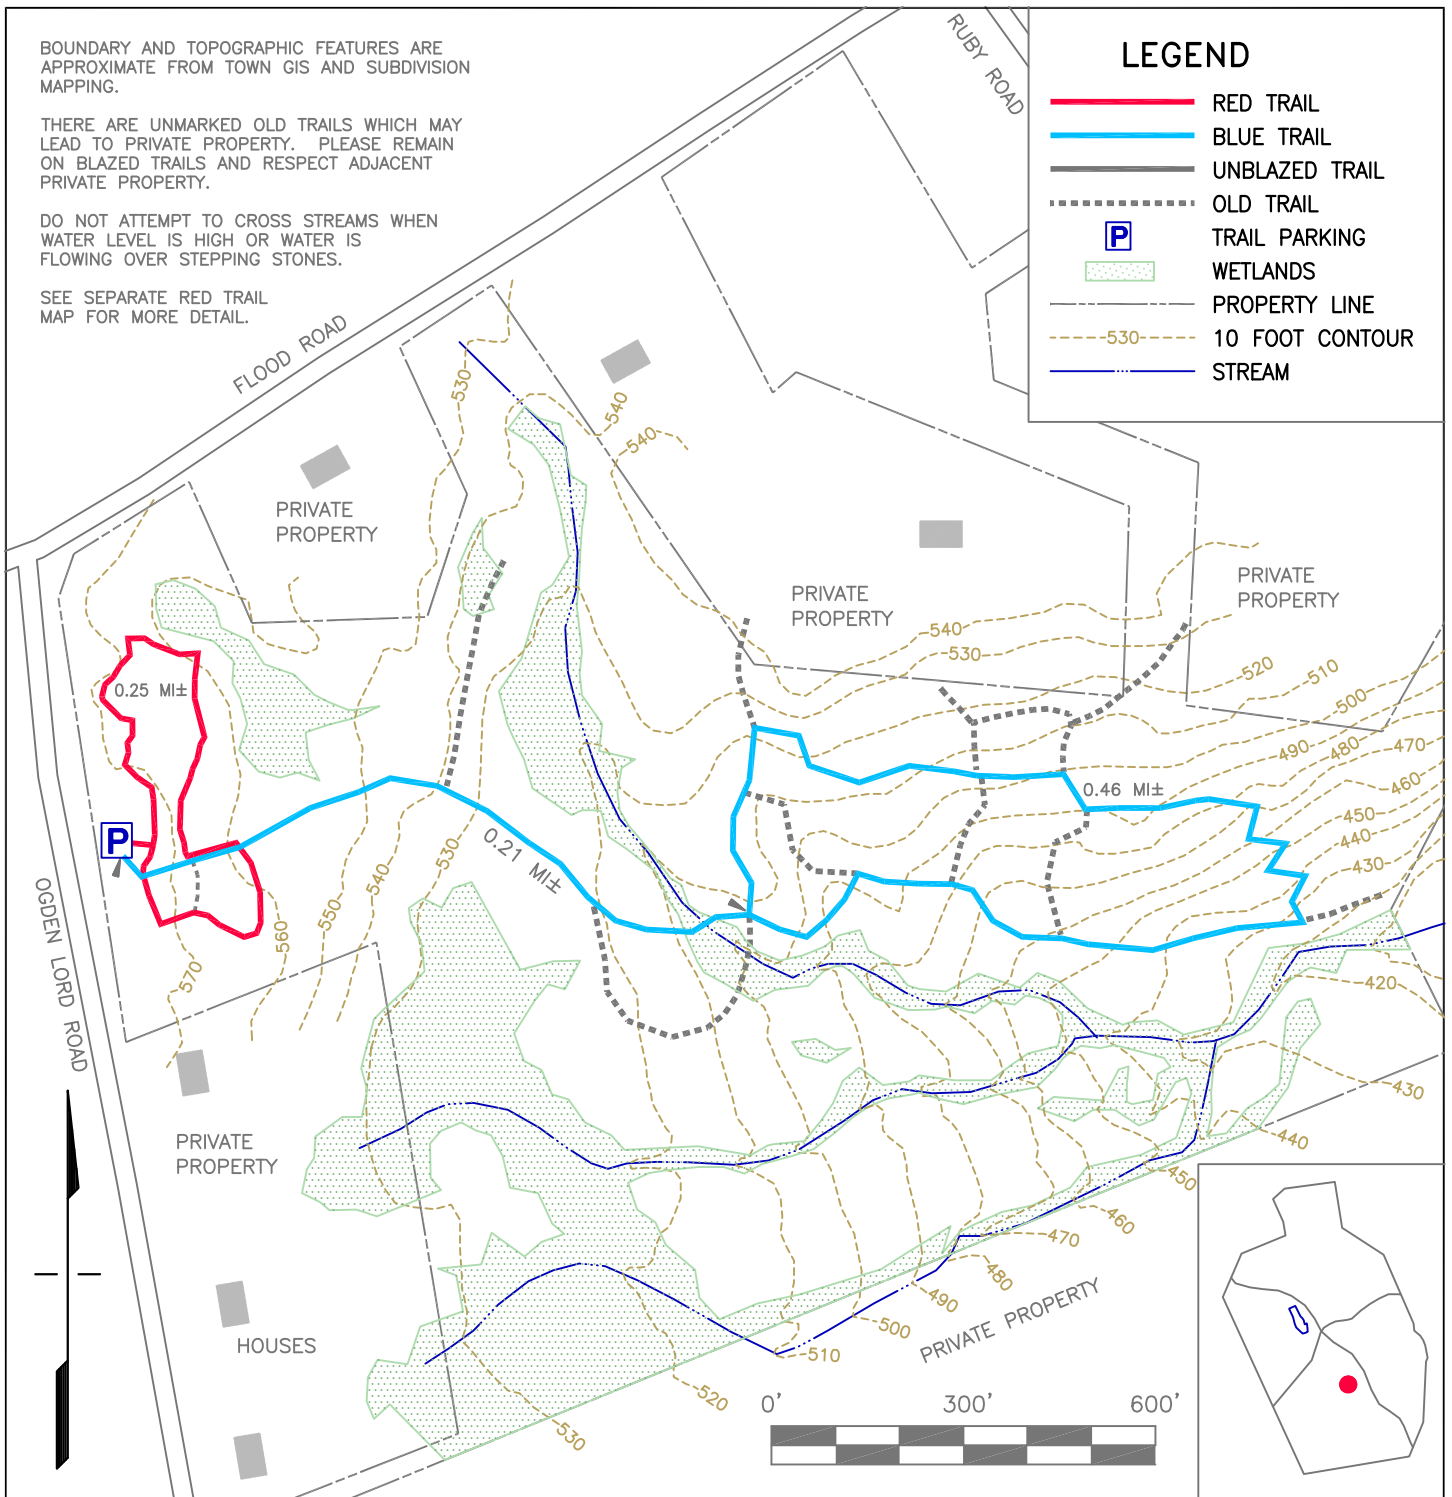 BOUNDARY AND TOPOGRAPHIC FEATURES ARE
APPROXIMATE FROM TOWN GIS AND SUBDIVISION
MAPPING.
THERE ARE UNMARKED OLD TRAILS WHICH MAY
LEAD TO PRIVATE PROPERTY. PLEASE REMAIN
ON BLAZED TRAILS AND RESPECT ADJACENT
PRIVATE PROPERTY.
DO NOT ATTEMPT TO CROSS STREAMS WHEN
WATER LEVEL IS HIGH OR WATER IS
FLOWING OVER STEPPING STONES.
SEE SEPARATE RED TRAIL
MAP FOR MORE DETAIL.
LEGEND
RED TRAIL
BLUE TRAIL
UNBLAZED TRAIL
OLD TRAIL
P
TRAIL PARKING
WETLANDS
PROPERTY LINE
530
10 FOOT CONTOUR
STREAM
RUBY ROAD
FLOOD ROAD
530
540
540
PRIVATE
PROPERTY
PRIVATE
PROPERTY
PRIVATE
PROPERTY
540
530
520
510
500
490
480
470
460
450
440
430
0.25 MI±
0.46 MI±
0.21 MI±
P
530
540
550
560
570
OGDEN LORD ROAD
420
430
440
450
460
470
480
490
500
510
520
530
PRIVATE
PROPERTY
HOUSES
PRIVATE PROPERTY
0'
300'
600'